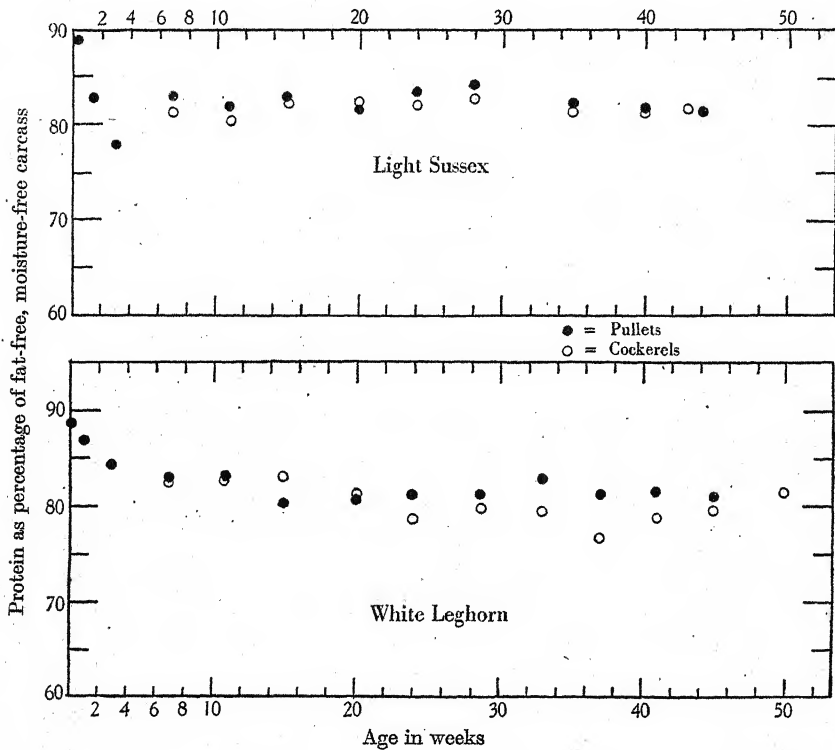 2 4 6 8 10 20 30 40 50
90
80
70
60
Light Sussex
● = Pullets
○ = Cockerels
90
80
70
60
White Leghorn
2 4 6 8 10 20 30 40 50
Age in weeks
Protein as percentage of fat-free, moisture-free carcass